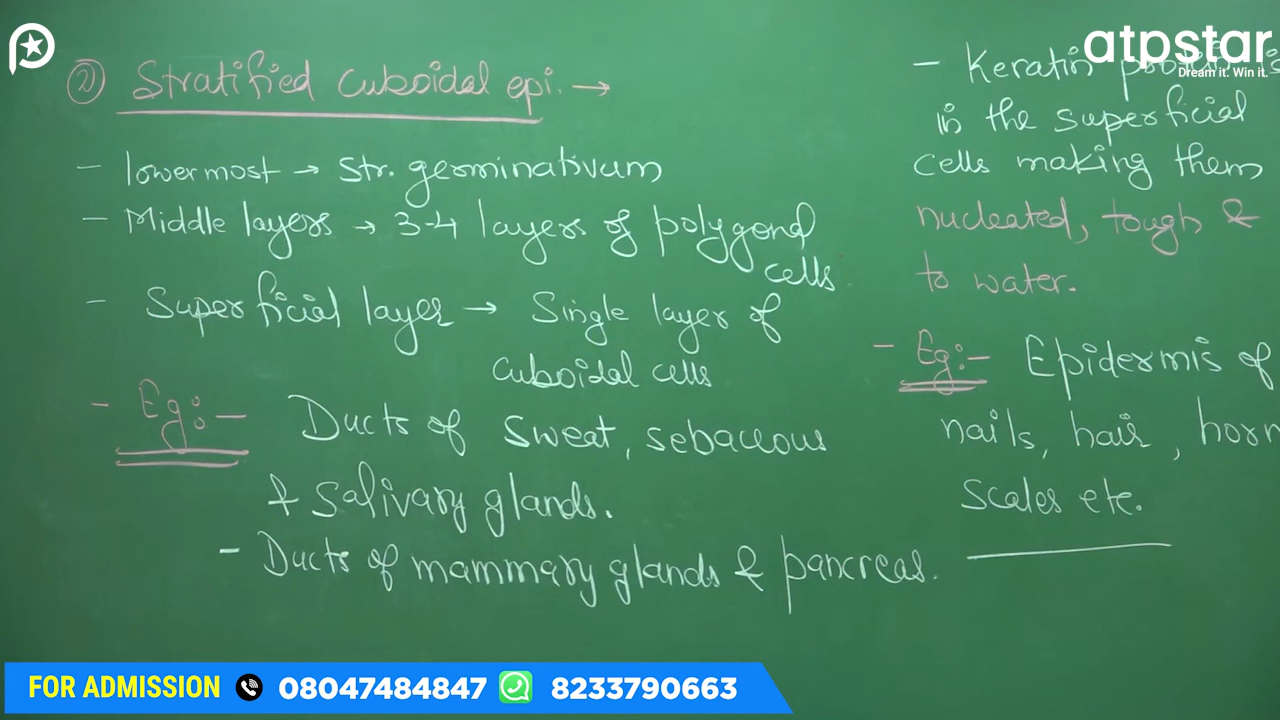 atpstar
Dream it. Win it.
② Stratified Cuboidal epi. →
- lowermost → Str. germinativum
- Middle layers → 3-4 layers of polygonal
cells
- Superficial layer → Single layer of
cuboidal cells
- Eg:- Ducts of sweat, sebaceous
& salivary glands.
- Ducts of mammary glands & pancreas.
- Keratin
in the superficial
cells making them
nucleated, tough &
to water.
- Eg:- Epidermis of
nails, hair, horn
scales etc.
FOR ADMISSION 08047484847 8233790663